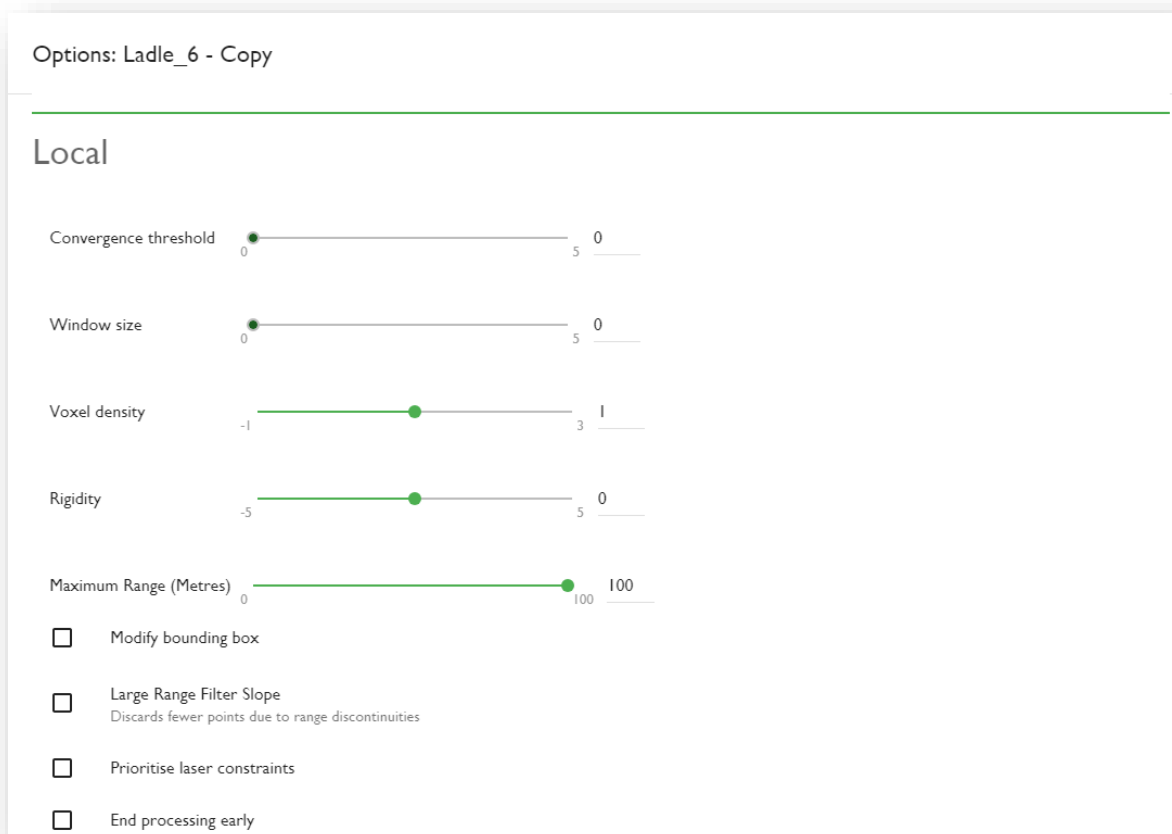 Options: Ladle_6 - Copy
Local
Convergence threshold
0
5
0
Window size
0
5
0
Voxel density
-1
3
1
Rigidity
-5
5
0
Maximum Range (Metres)
0
100
100
Modify bounding box
Large Range Filter Slope
Discards fewer points due to range discontinuities
Prioritise laser constraints
End processing early